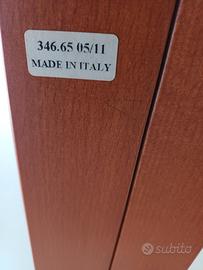 346.65 05/11
MADE IN ITALY
subito